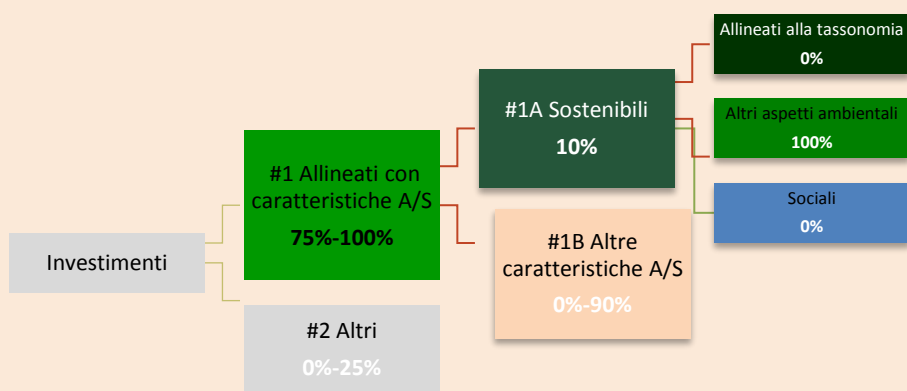 Investimenti
#1 Allineati con
caratteristiche A/S
75%-100%
#2 Altri
0%-25%
#1A Sostenibili
10%
#1B Altre
caratteristiche A/S
0%-90%
Allineati alla tassonomia
0%
Altri aspetti ambientali
100%
Sociali
0%